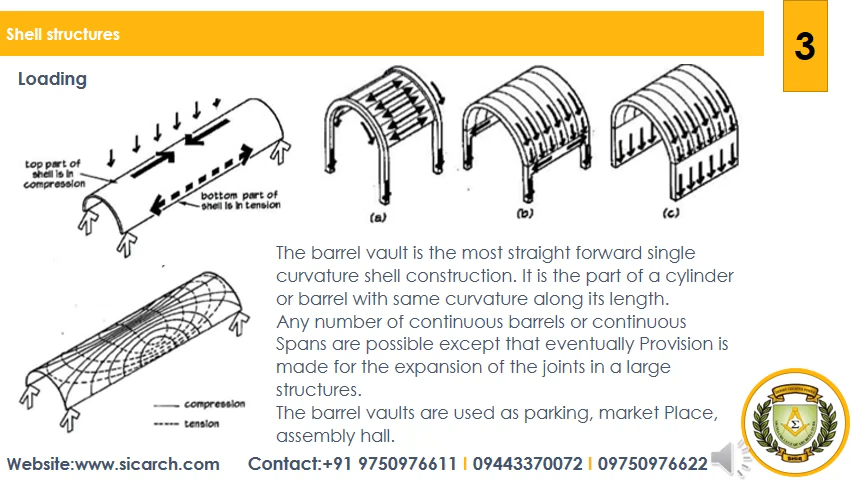 Shell structures
3
Loading
top part of
shell is in
compression
bottom part of
shell is in tension
(a)
(b)
(c)
The barrel vault is the most straight forward single
curvature shell construction. It is the part of a cylinder
or barrel with same curvature along its length.
Any number of continuous barrels or continuous
Spans are possible except that eventually Provision is
made for the expansion of the joints in a large
structures.
The barrel vaults are used as parking, market Place,
assembly hall.
compression
tension
Website:www.sicarch.com Contact:+91 9750976611 I 09443370072 I 09750976622